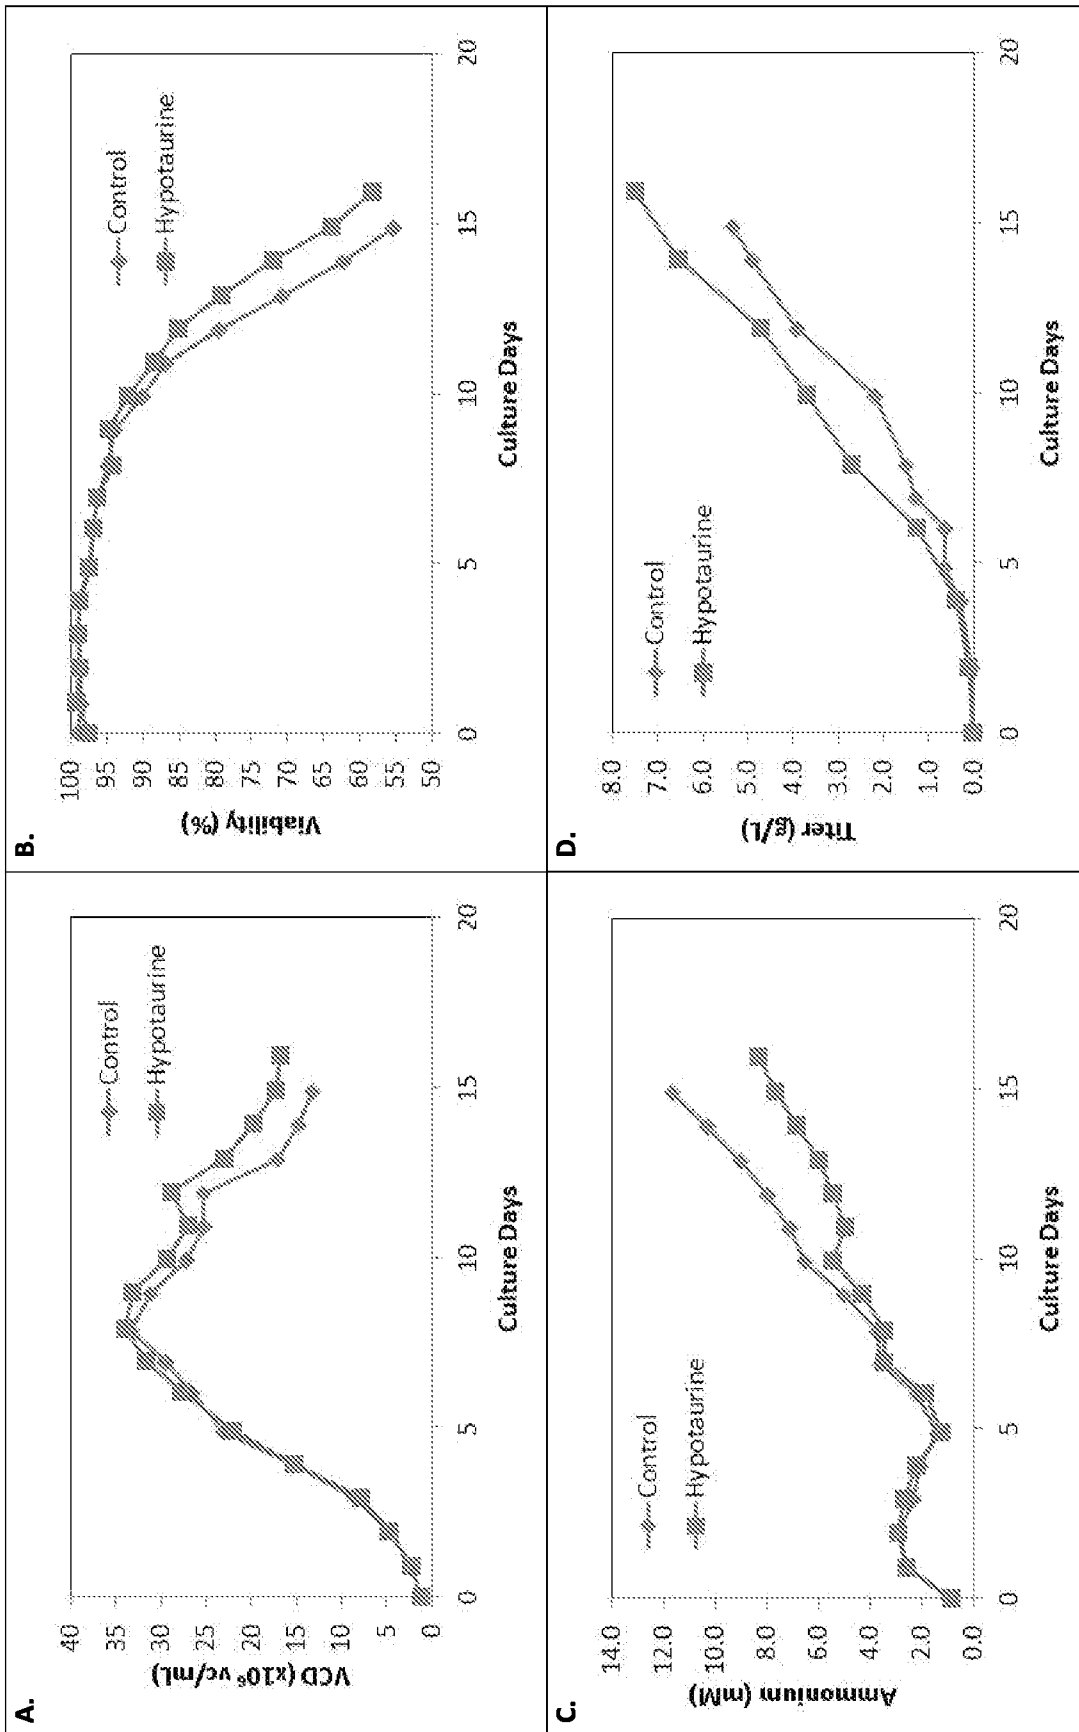 A.
VCD (x10⁶ vc/mL)
40
35
30
25
20
15
10
5
0
Control
Hypotaurine
0
5
10
15
20
Culture Days
B.
Viability (%)
100
95
90
85
80
75
70
65
60
55
50
Control
Hypotaurine
0
5
10
15
20
Culture Days
C.
Ammonium (mM)
14.0
12.0
10.0
8.0
6.0
4.0
2.0
0.0
Control
Hypotaurine
0
5
10
15
20
Culture Days
D.
Titer (g/L)
8.0
7.0
6.0
5.0
4.0
3.0
2.0
1.0
0.0
Control
Hypotaurine
0
5
10
15
20
Culture Days